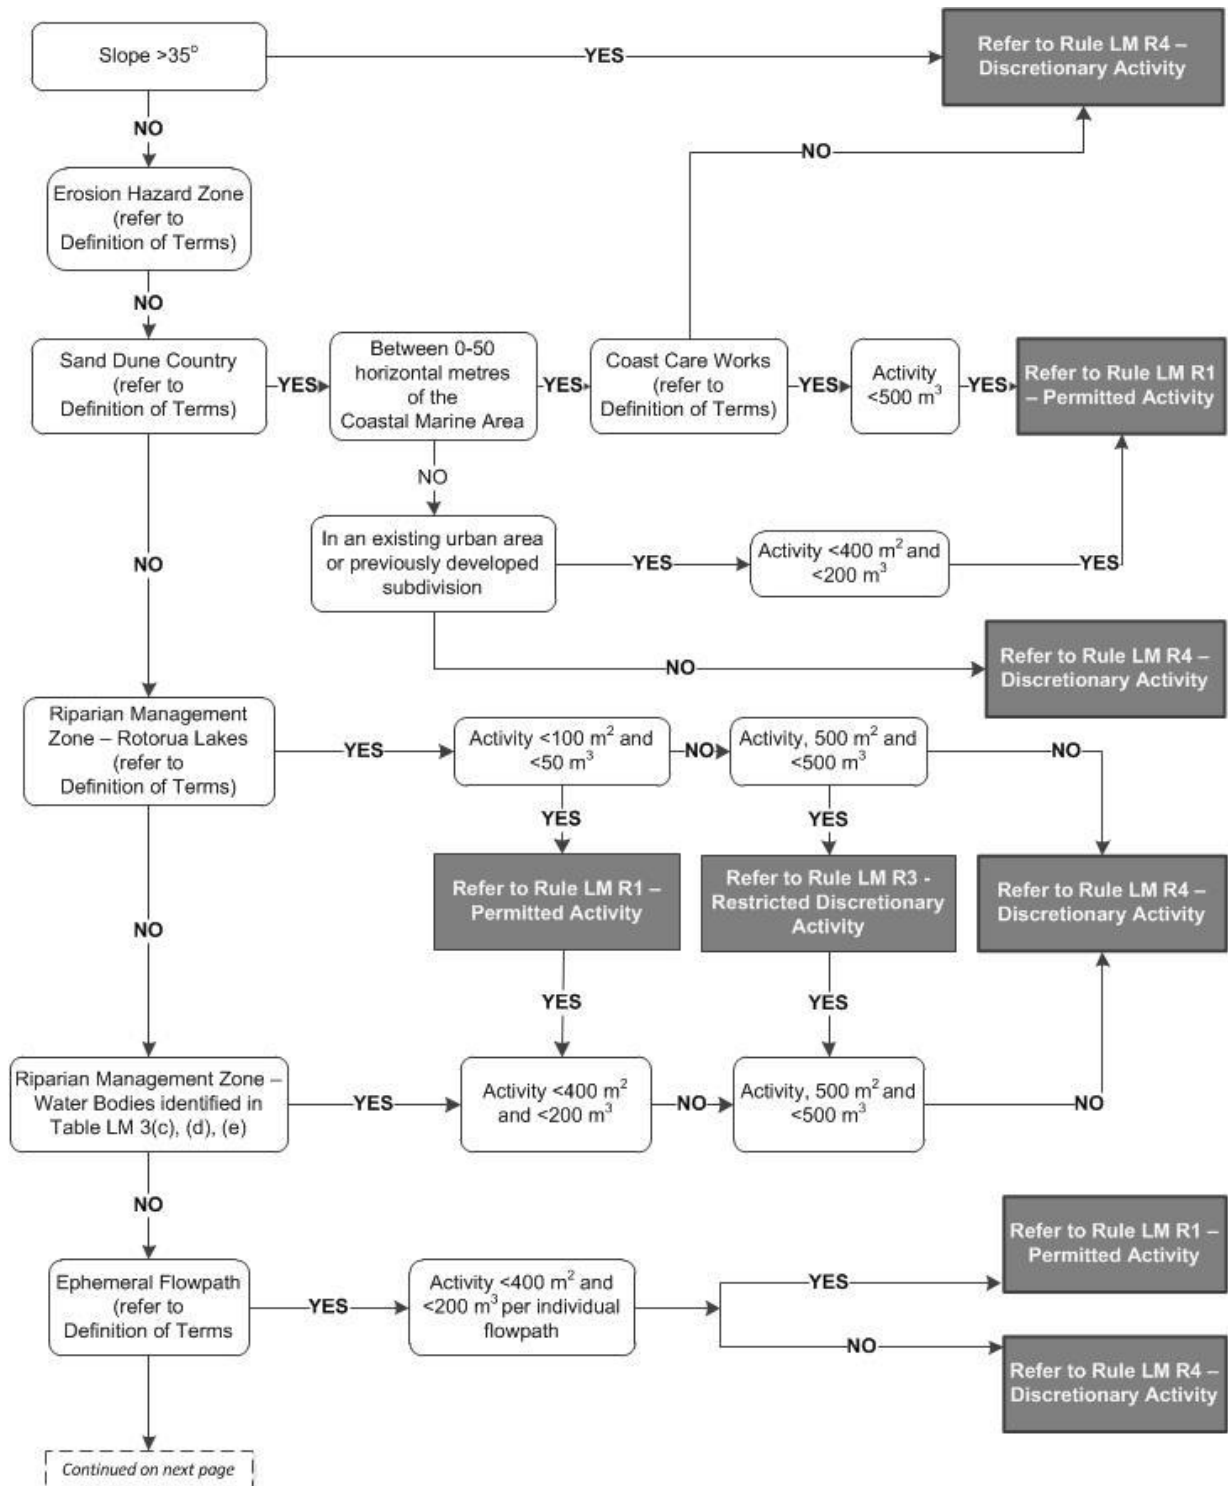 Slope >35°
YES
Refer to Rule LM R4 –
Discretionary Activity
NO
NO
Erosion Hazard Zone
(refer to
Definition of Terms)
NO
Sand Dune Country
(refer to
Definition of Terms)
YES
Between 0-50
horizontal metres
of the
Coastal Marine Area
YES
Coast Care Works
(refer to
Definition of Terms)
YES
Activity
<500 m³
YES
Refer to Rule LM R1
– Permitted Activity
NO
In an existing urban area
or previously developed
subdivision
YES
Activity <400 m² and
<200 m³
YES
NO
NO
Refer to Rule LM R4 –
Discretionary Activity
Riparian Management
Zone – Rotorua Lakes
(refer to
Definition of Terms)
YES
Activity <100 m² and
<50 m³
NO
Activity, 500 m² and
<500 m³
NO
YES
YES
Refer to Rule LM R1 –
Permitted Activity
Refer to Rule LM R3 -
Restricted Discretionary
Activity
Refer to Rule LM R4 –
Discretionary Activity
NO
YES
YES
Riparian Management Zone –
Water Bodies identified in
Table LM 3(c), (d), (e)
YES
Activity <400 m²
and <200 m³
NO
Activity, 500 m² and
<500 m³
NO
NO
Ephemeral Flowpath
(refer to
Definition of Terms
YES
Activity <400 m² and
<200 m³ per individual
flowpath
YES
Refer to Rule LM R1 –
Permitted Activity
NO
Refer to Rule LM R4 –
Discretionary Activity
Continued on next page